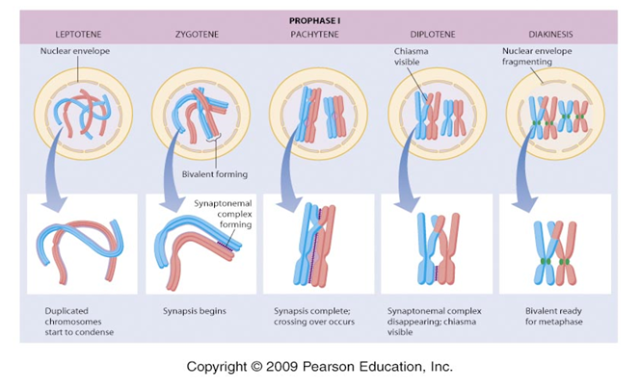 PROPHASE I
LEPTOTENE
ZYGOTENE
PACHYTENE
DIPLOTENE
DIAKINESIS
Nuclear envelope
Chiasma
visible
Nuclear envelope
fragmenting
Bivalent forming
Synaptonemal
complex
forming
Duplicated
chromosomes
start to condense
Synapsis begins
Synapsis complete;
crossing over occurs
Synaptonemal complex
disappearing; chiasma
visible
Bivalent ready
for metaphase
Copyright © 2009 Pearson Education, Inc.